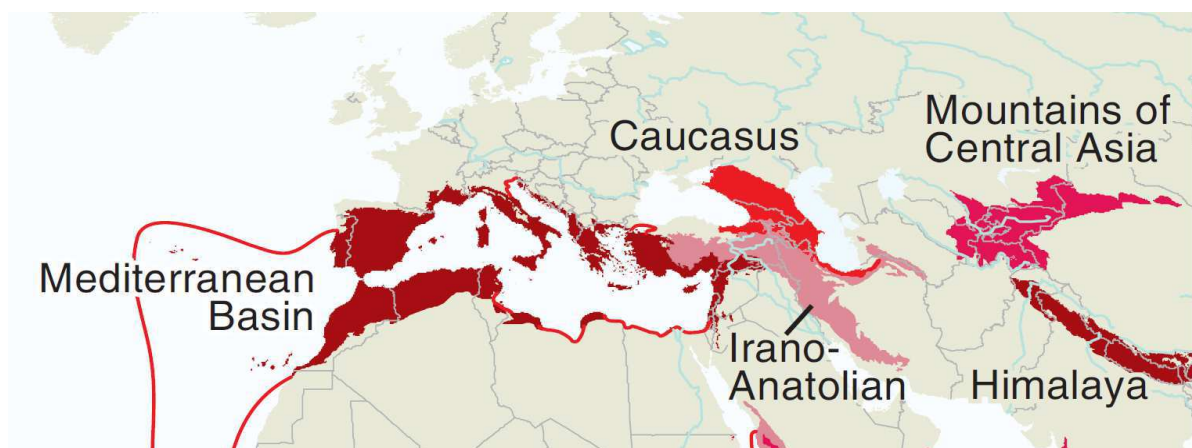 Caucasus
Mountains of
Central Asia
Mediterranean
Basin
Irano-
Anatolian
Himalaya